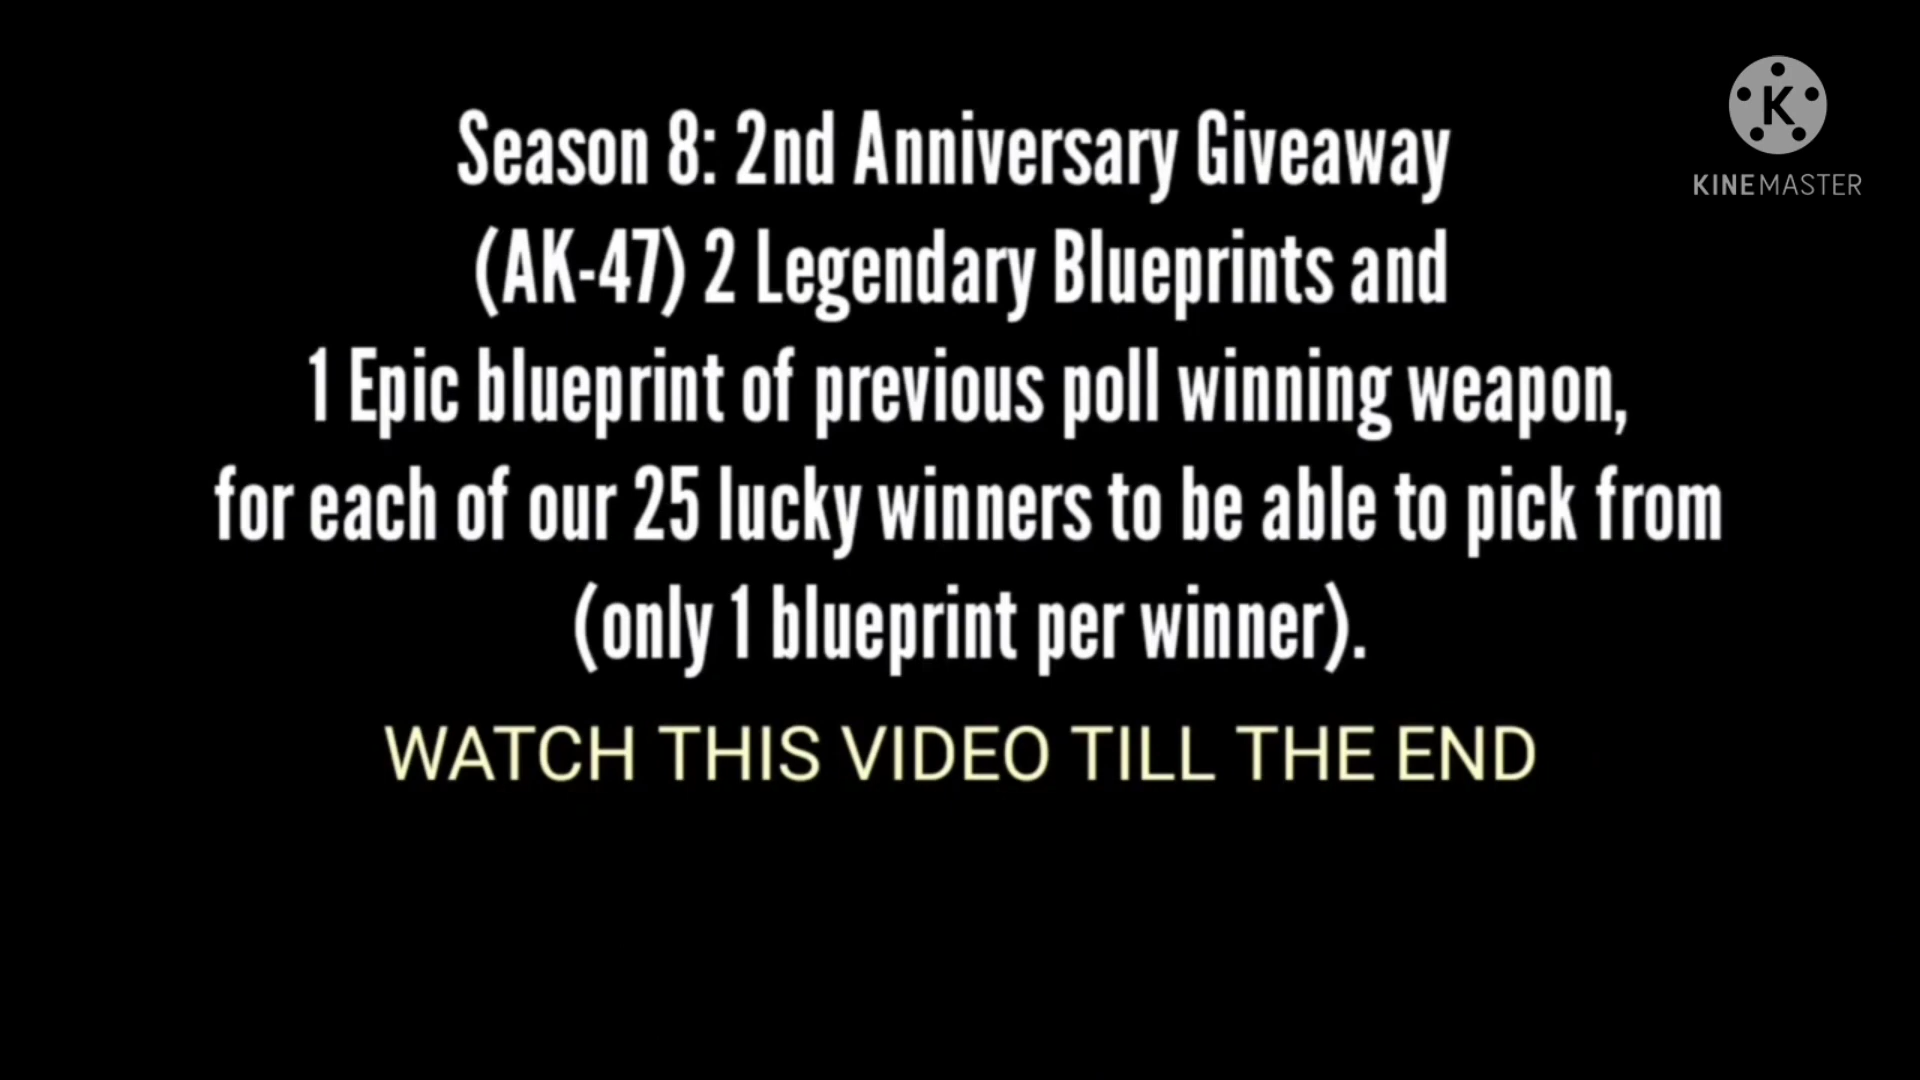 Season 8: 2nd Anniversary Giveaway
(AK-47) 2 Legendary Blueprints and
1 Epic blueprint of previous poll winning weapon,
for each of our 25 lucky winners to be able to pick from
(only 1 blueprint per winner).
WATCH THIS VIDEO TILL THE END
K
KINEMASTER